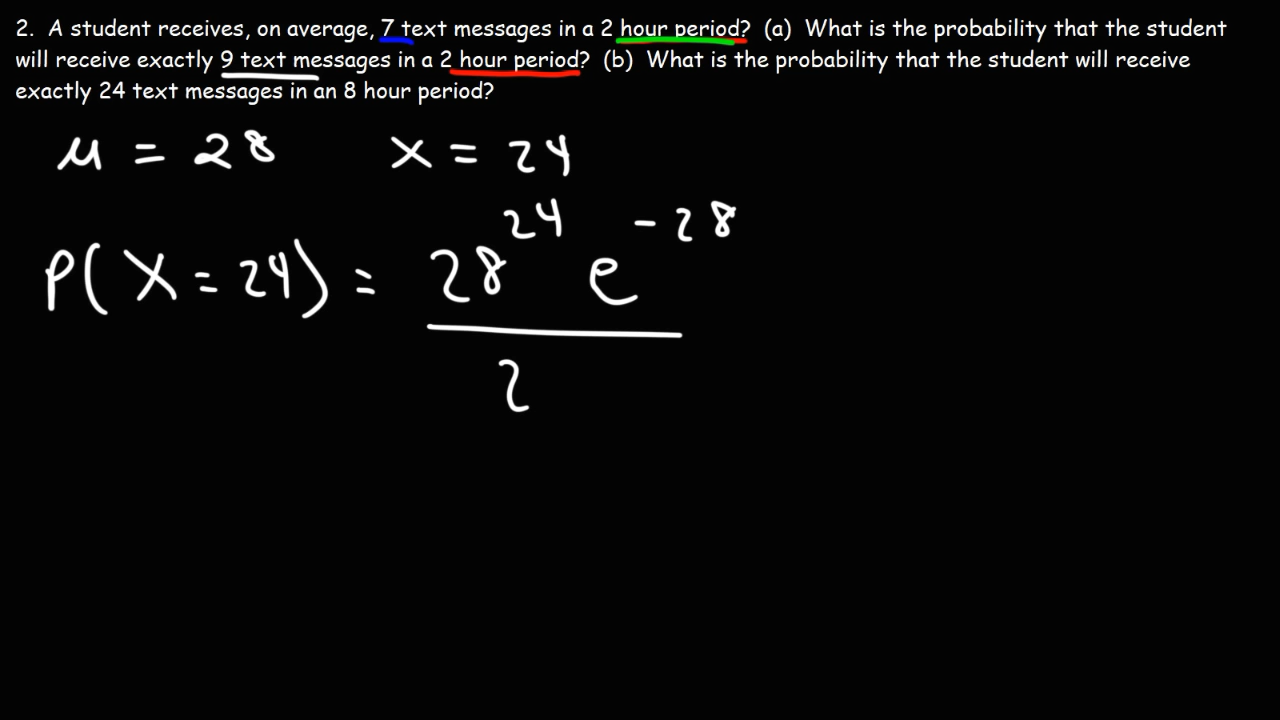 2. A student receives, on average, 7 text messages in a 2 hour period? (a) What is the probability that the student
will receive exactly 9 text messages in a 2 hour period? (b) What is the probability that the student will receive
exactly 24 text messages in an 8 hour period?
μ = 28 x = 24
P(X = 24) = 28^24 e^-28
2